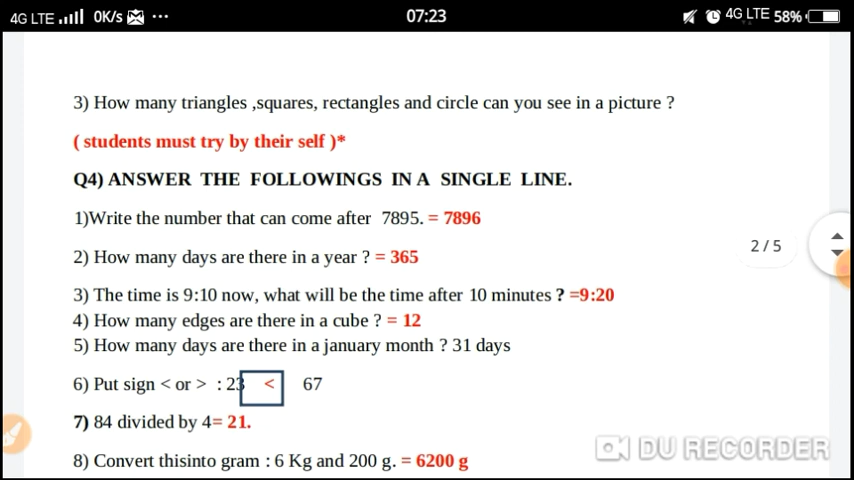 4G LTE 0K/s ... 07:23 4G LTE 58%
3) How many triangles ,squares, rectangles and circle can you see in a picture ?
( students must try by their self )*
Q4) ANSWER THE FOLLOWINGS IN A SINGLE LINE.
1)Write the number that can come after 7895. = 7896
2) How many days are there in a year ? = 365
2 / 5
3) The time is 9:10 now, what will be the time after 10 minutes ? =9:20
4) How many edges are there in a cube ? = 12
5) How many days are there in a january month ? 31 days
6) Put sign < or > : 23 < 67
7) 84 divided by 4= 21.
DU RECORDER
8) Convert thisinto gram : 6 Kg and 200 g. = 6200 g